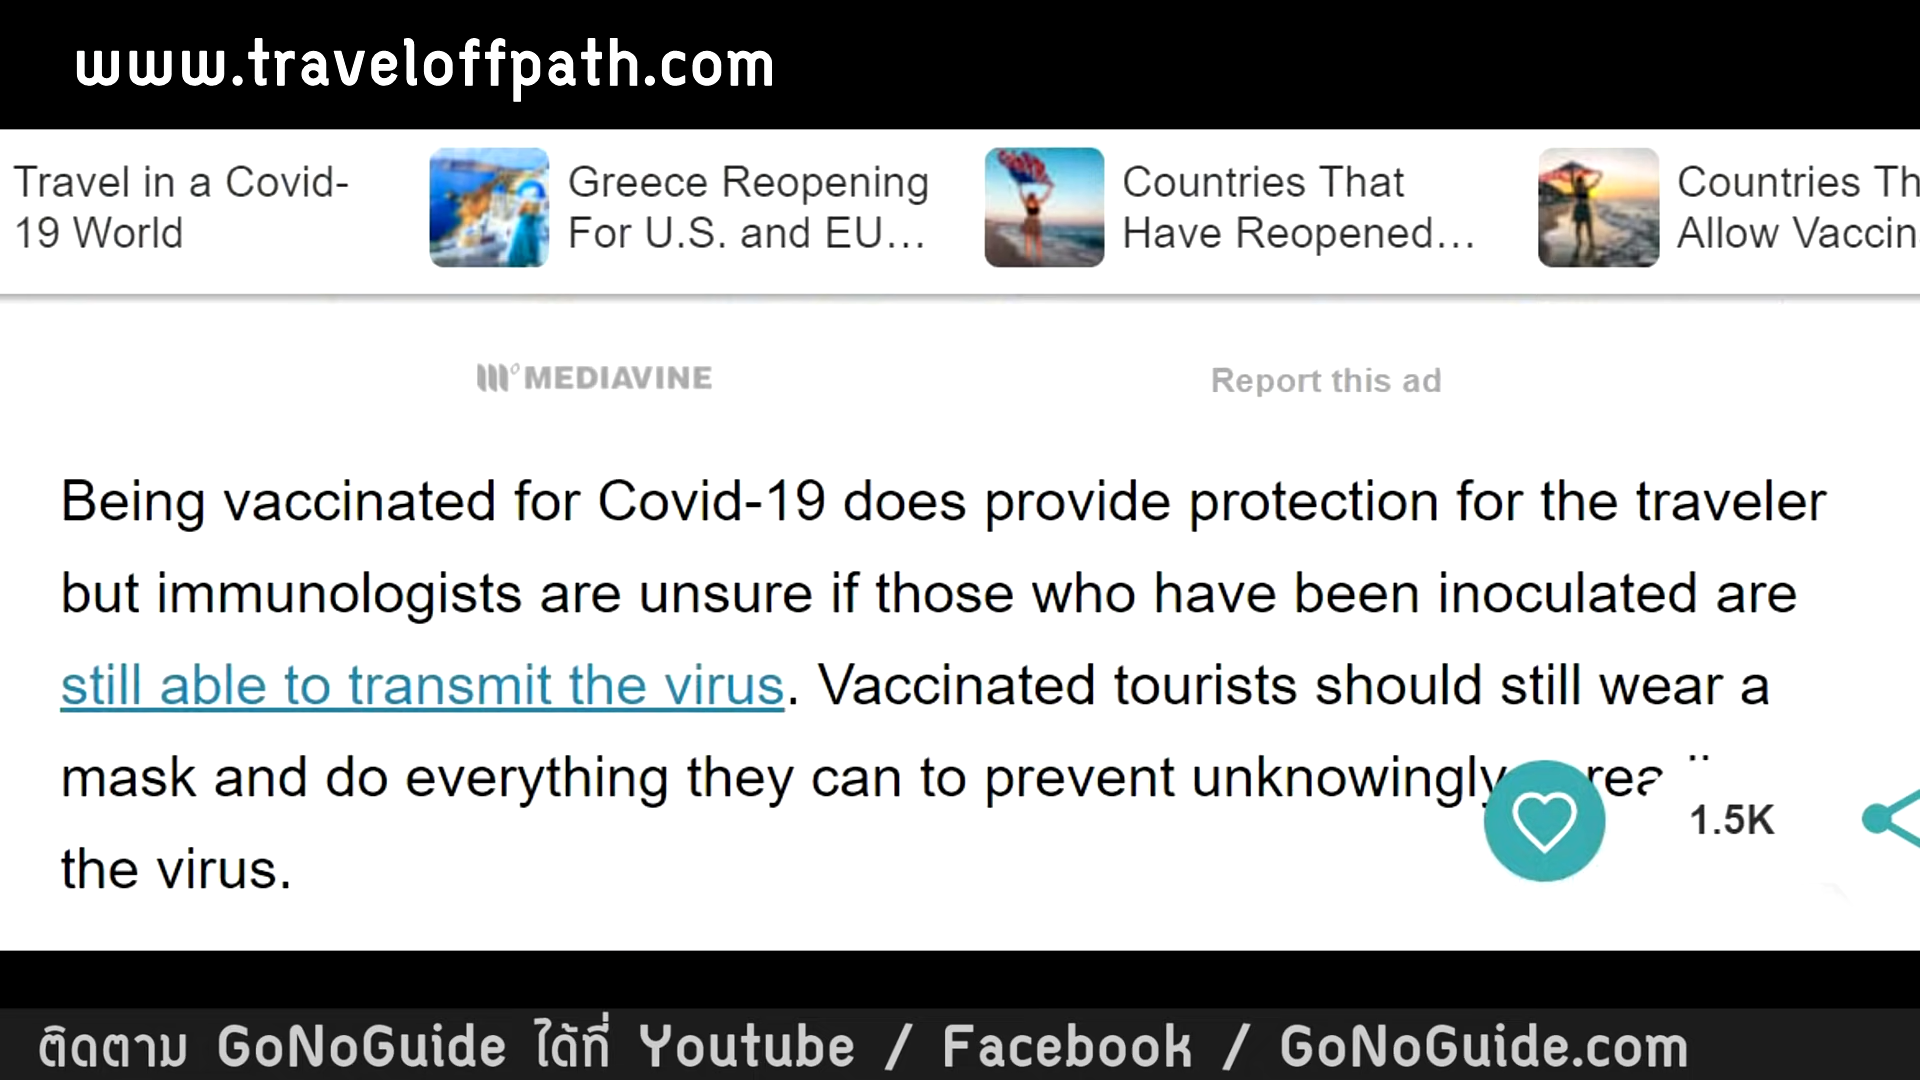 www.traveloffpath.com
Travel in a Covid-
19 World
Greece Reopening
For U.S. and EU...
Countries That
Have Reopened...
Countries Th
Allow Vaccin
MEDIAVINE
Report this ad
Being vaccinated for Covid-19 does provide protection for the traveler
but immunologists are unsure if those who have been inoculated are
still able to transmit the virus. Vaccinated tourists should still wear a
mask and do everything they can to prevent unknowingly
the virus.
1.5K
ติดตาม GoNoGuide ได้ที่ Youtube / Facebook / GoNoGuide.com